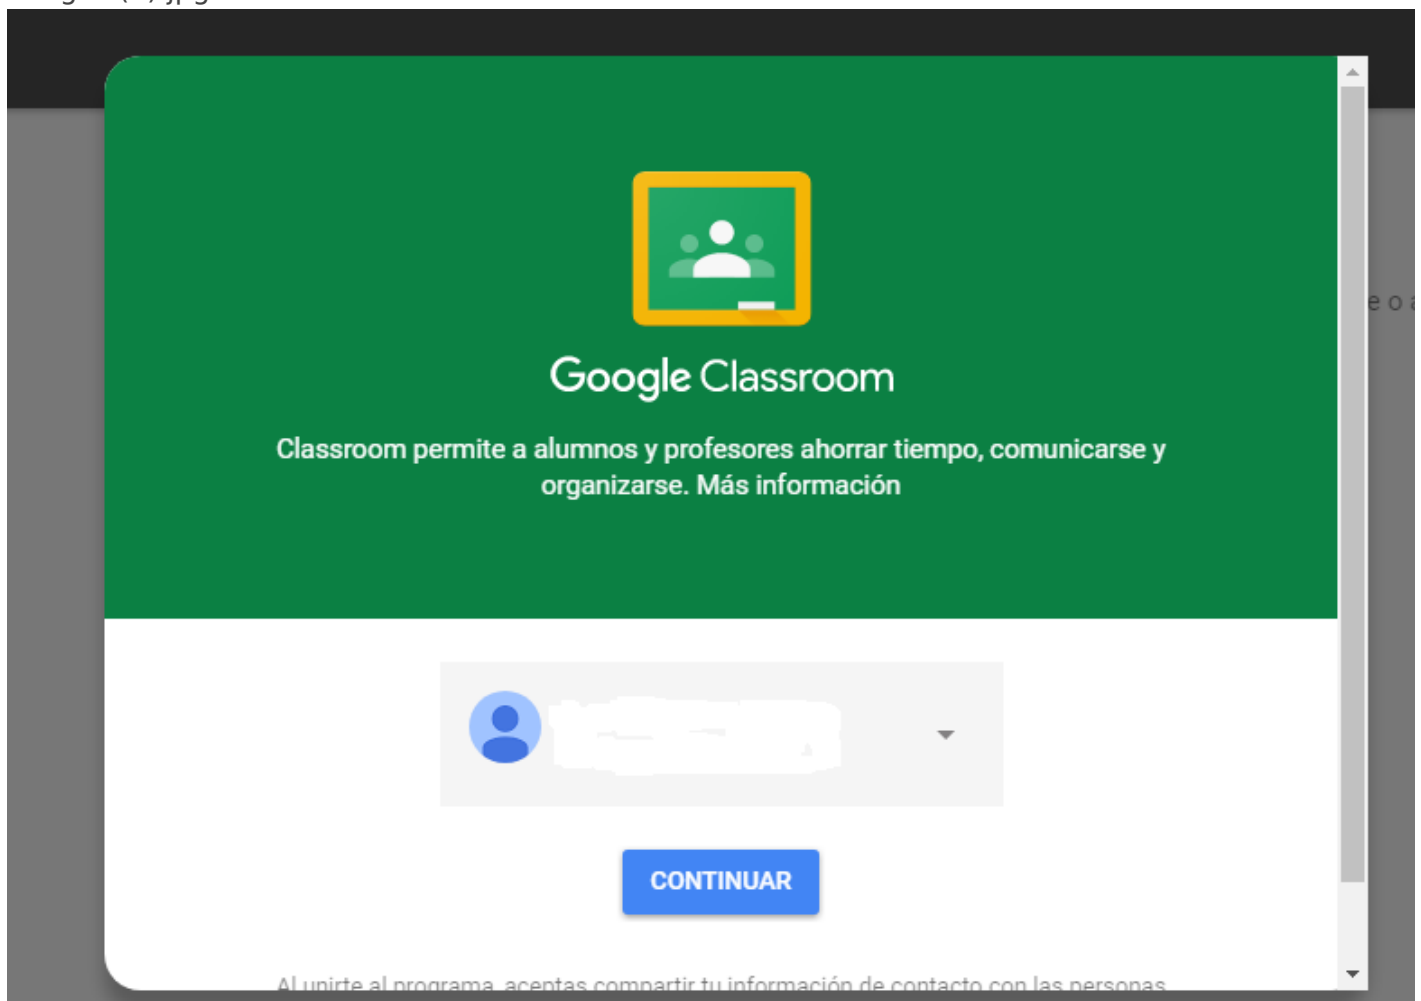 Google Classroom
Classroom permite a alumnos y profesores ahorrar tiempo, comunicarse y
organizarse. Más información
e o a
CONTINUAR
Al unirte al programa, aceptas compartir tu información de contacto con las personas